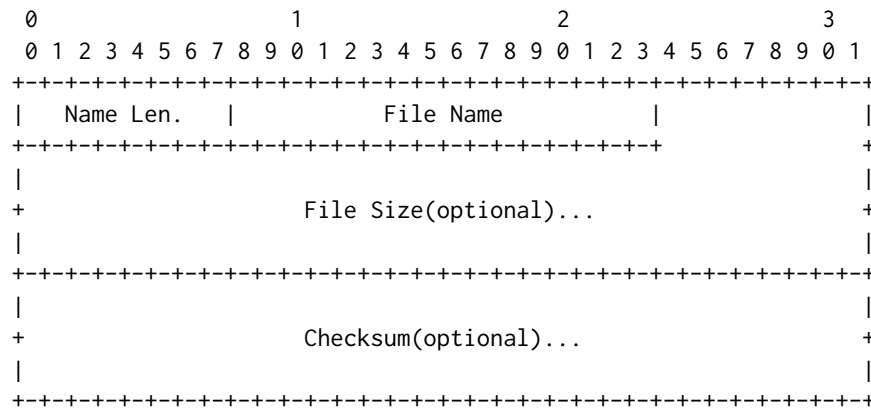 0                   1                   2                   3
 0 1 2 3 4 5 6 7 8 9 0 1 2 3 4 5 6 7 8 9 0 1 2 3 4 5 6 7 8 9 0 1
+-+-+-+-+-+-+-+-+-+-+-+-+-+-+-+-+-+-+-+-+-+-+-+-+-+-+-+-+-+-+-+-+
|   Name Len.   |           File Name           |               |
+-+-+-+-+-+-+-+-+-+-+-+-+-+-+-+-+-+-+-+-+-+-+-+-+               +
|                                                               |
+                     File Size(optional)...                    +
|                                                               |
+-+-+-+-+-+-+-+-+-+-+-+-+-+-+-+-+-+-+-+-+-+-+-+-+-+-+-+-+-+-+-+-+
|                                                               |
+                     Checksum(optional)...                     +
|                                                               |
+-+-+-+-+-+-+-+-+-+-+-+-+-+-+-+-+-+-+-+-+-+-+-+-+-+-+-+-+-+-+-+-+